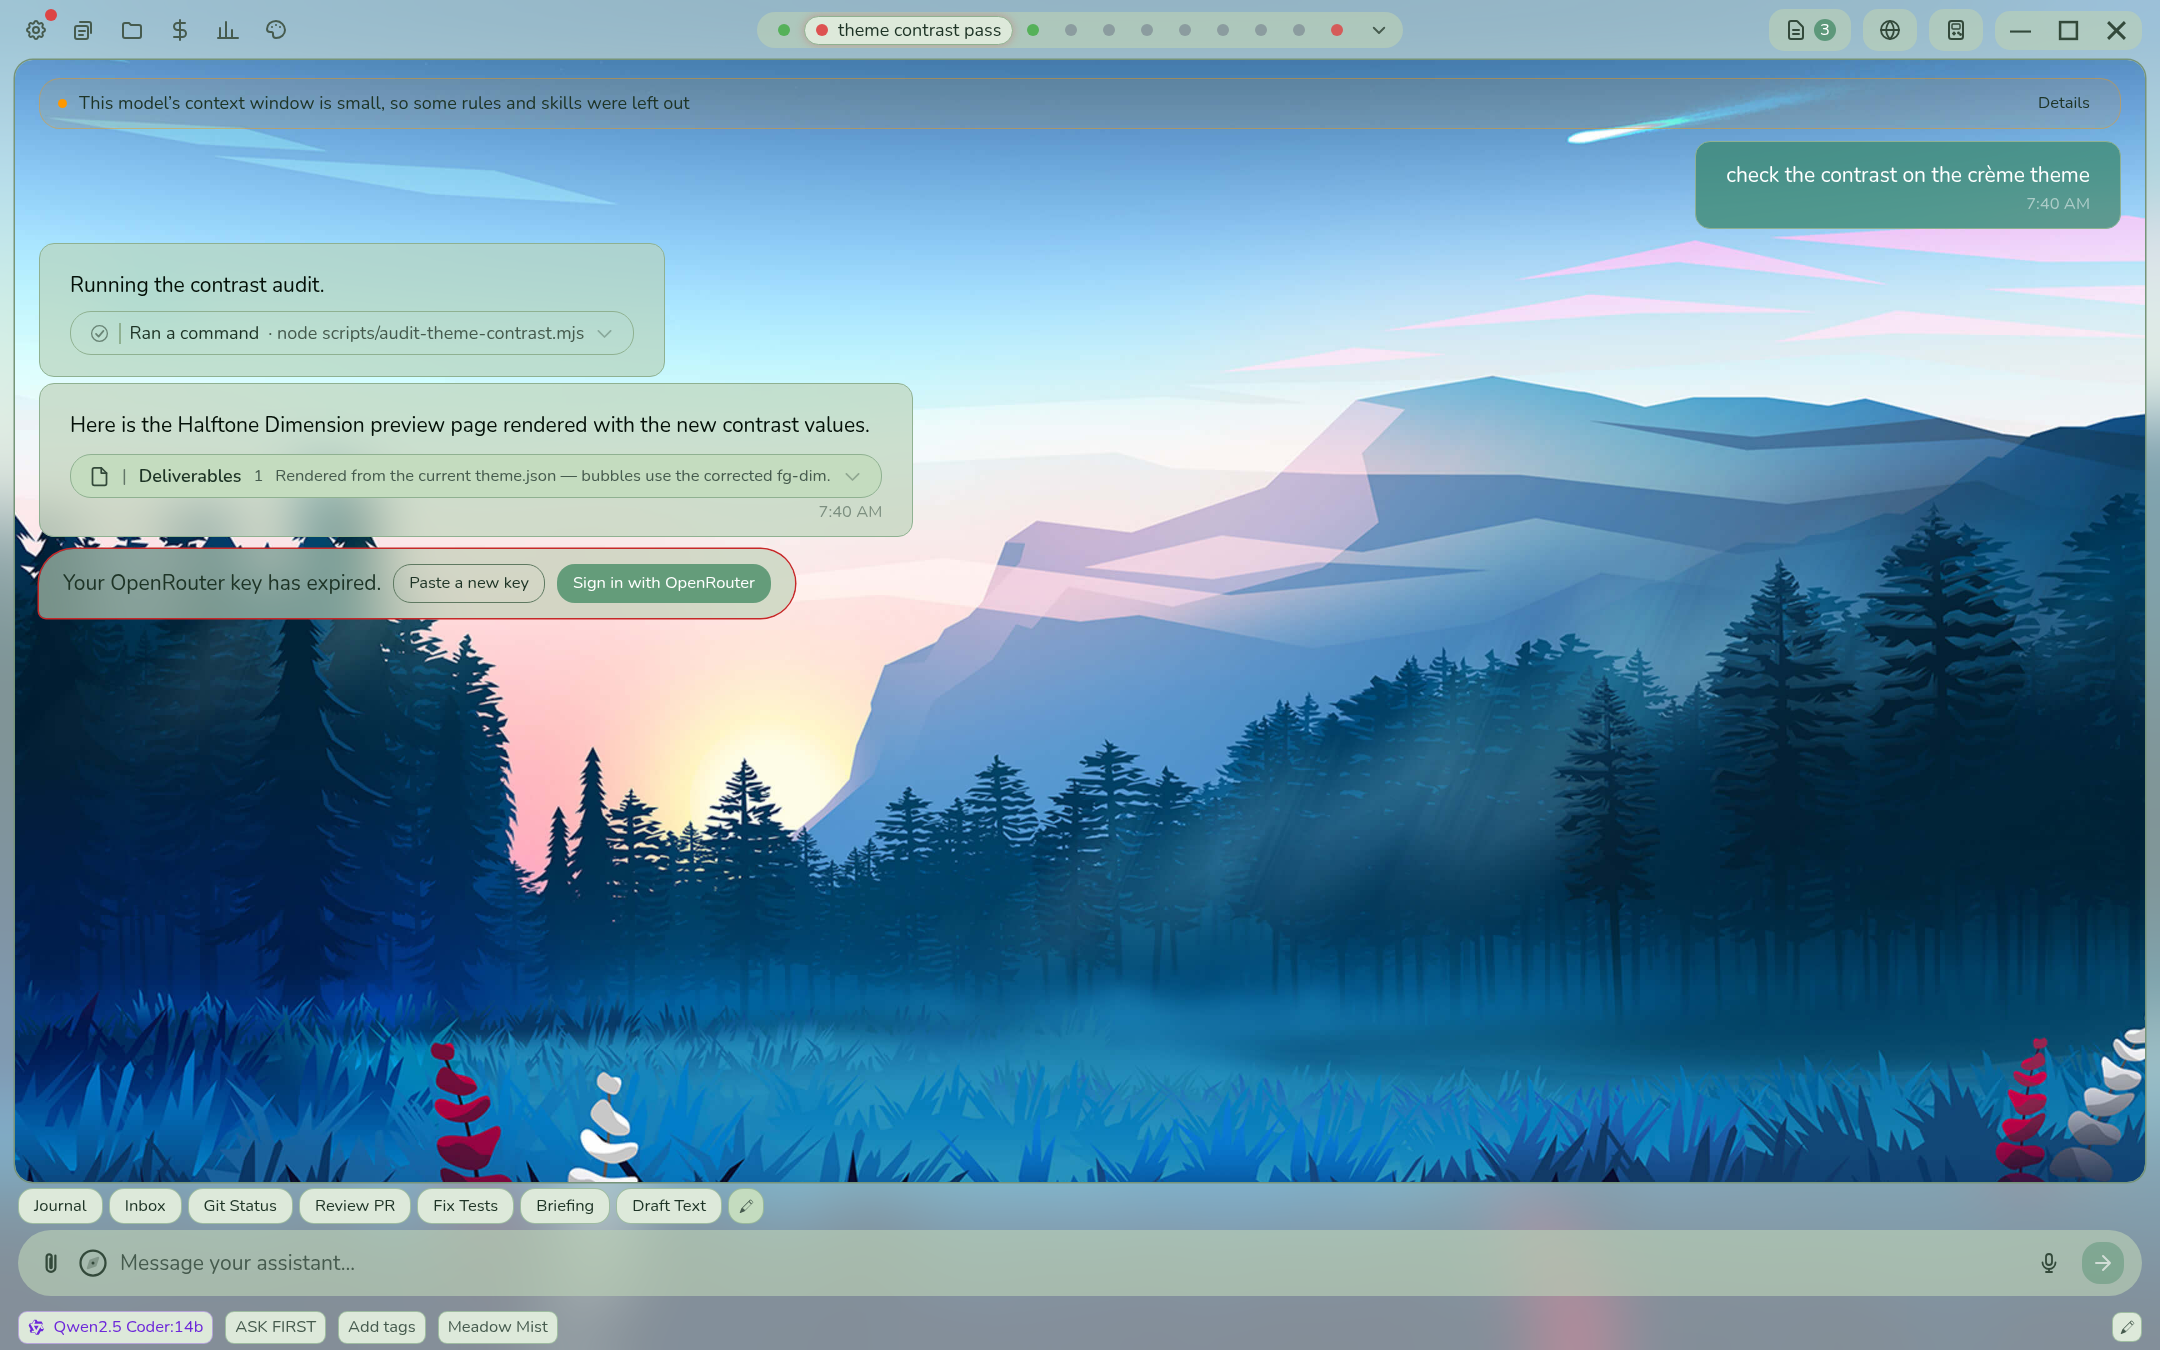 theme contrast pass
3
This model's context window is small, so some rules and skills were left out
Details
check the contrast on the crème theme
7:40 AM
Running the contrast audit.
Ran a command · node scripts/audit-theme-contrast.mjs
Here is the Halftone Dimension preview page rendered with the new contrast values.
Deliverables 1 Rendered from the current theme.json — bubbles use the corrected fg-dim.
7:40 AM
Your OpenRouter key has expired. Paste a new key Sign in with OpenRouter
Journal Inbox Git Status Review PR Fix Tests Briefing Draft Text
Message your assistant...
Qwen2.5 Coder:14b ASK FIRST Add tags Meadow Mist